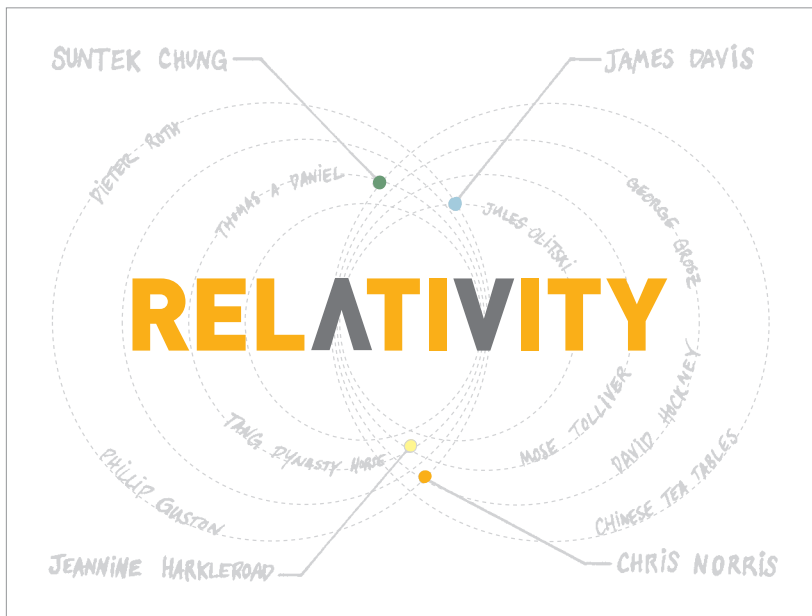 SUNTEK CHUNG
JAMES DAVIS
DIETER ROTH
THOMAS A DANIEL
JULES OLITSKI
GEORGE GROSZ
RELATIVITY
TANG DYNASTY HORSE
MOSE TOLLIVER
DAVID HOCKNEY
PHILLIP GUSTON
CHINESE TEA TABLES
JEANNINE HARKLEROAD
CHRIS NORRIS